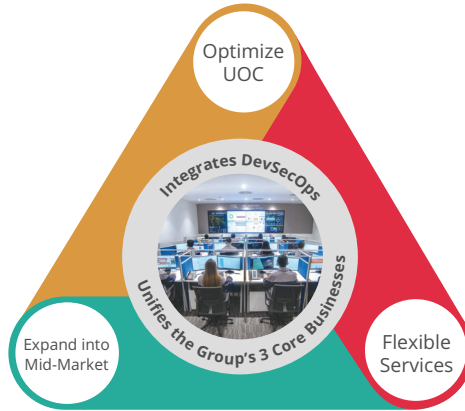 Optimize
UOC
Integrates DevSecOps
Unifies the Group's 3 Core Businesses
Expand into
Mid-Market
Flexible
Services